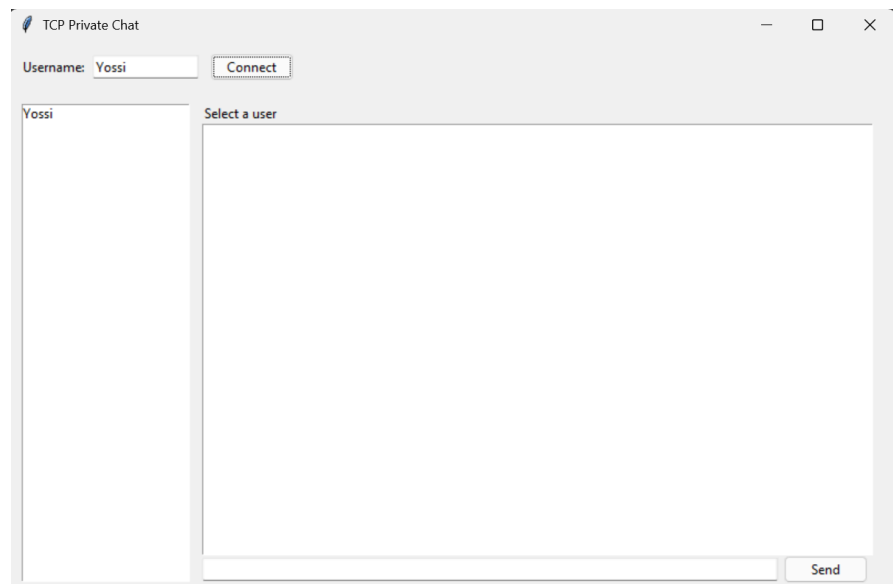 TCP Private Chat
Username: Yossi Connect
Yossi
Select a user
Send